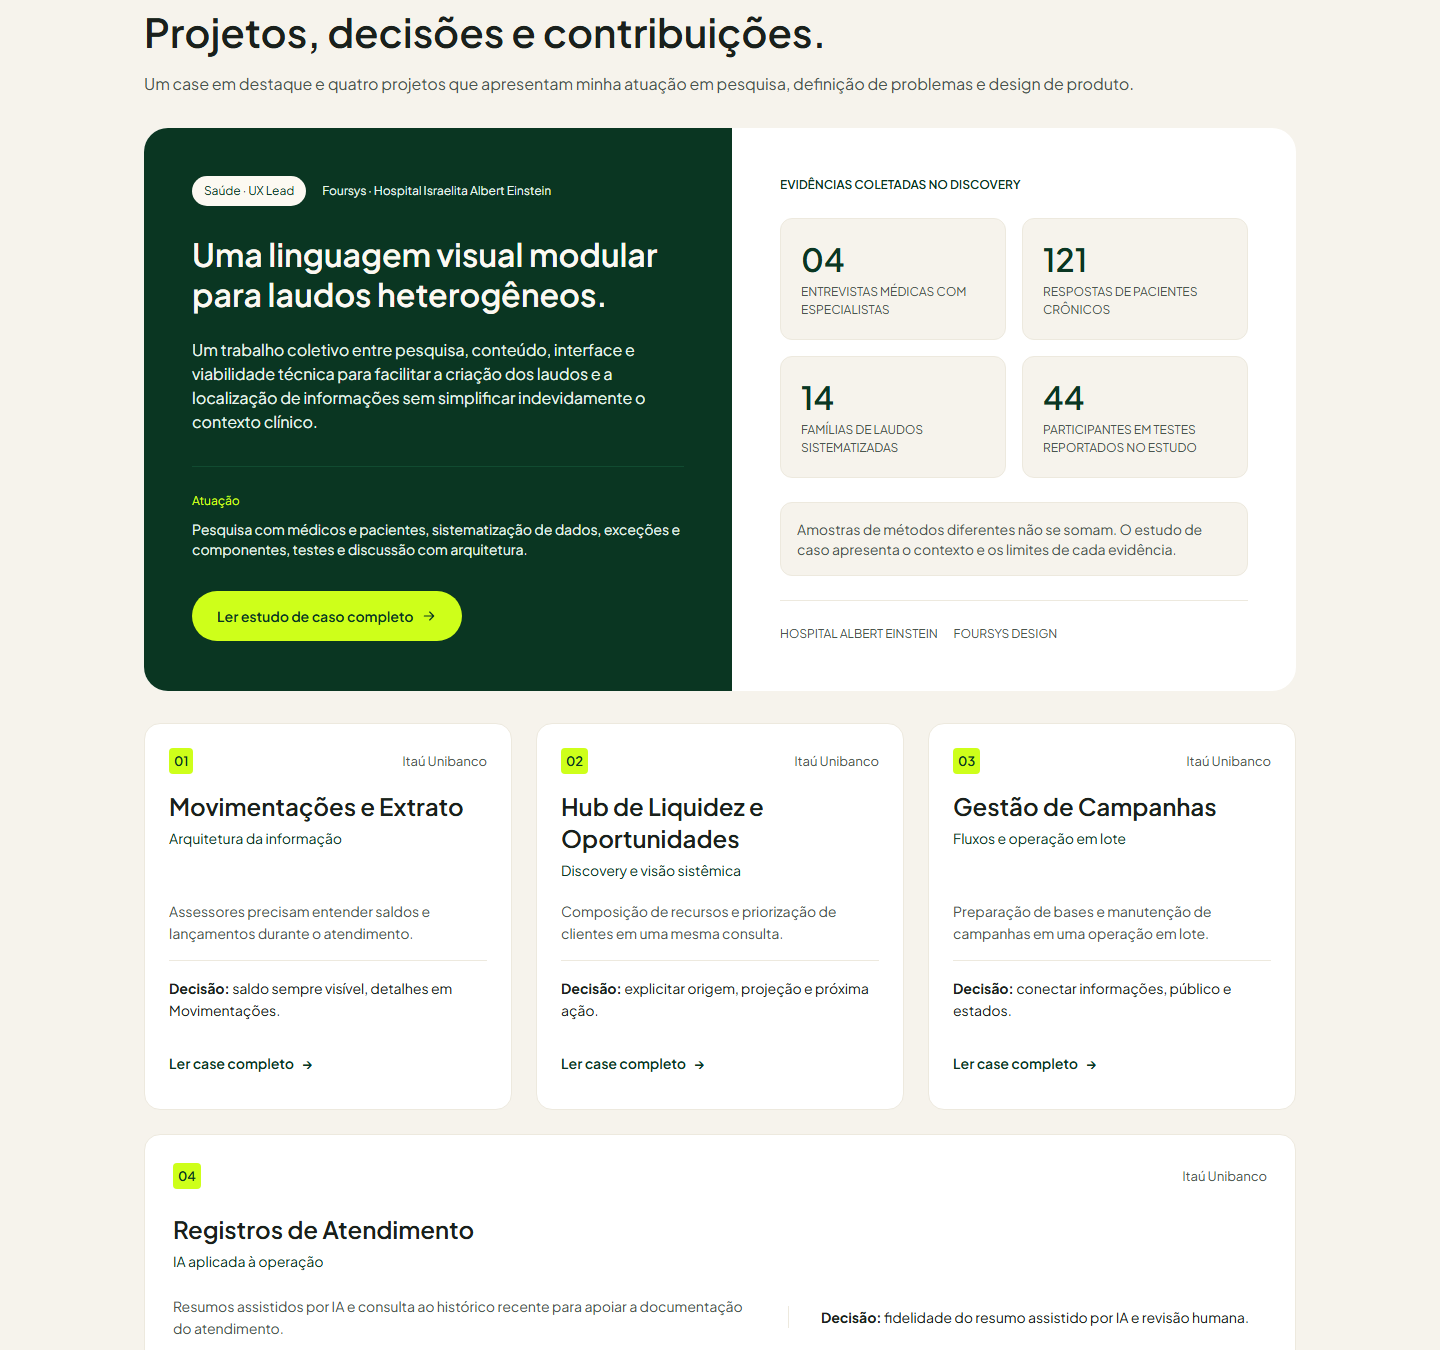 Projetos, decisões e contribuições.
Um case em destaque e quatro projetos que apresentam minha atuação em pesquisa, definição de problemas e design de produto.
Saúde · UX Lead
Foursys · Hospital Israelita Albert Einstein
Uma linguagem visual modular
para laudos heterogêneos.
Um trabalho coletivo entre pesquisa, conteúdo, interface e
viabilidade técnica para facilitar a criação dos laudos e a
localização de informações sem simplificar indevidamente o
contexto clínico.
Atuação
Pesquisa com médicos e pacientes, sistematização de dados, exceções e
componentes, testes e discussão com arquitetura.
Ler estudo de caso completo →
EVIDÊNCIAS COLETADAS NO DISCOVERY
04
ENTREVISTAS MÉDICAS COM
ESPECIALISTAS
121
RESPOSTAS DE PACIENTES
CRÔNICOS
14
FAMÍLIAS DE LAUDOS
SISTEMATIZADAS
44
PARTICIPANTES EM TESTES
REPORTADOS NO ESTUDO
Amostras de métodos diferentes não se somam. O estudo de
caso apresenta o contexto e os limites de cada evidência.
HOSPITAL ALBERT EINSTEIN
FOURSYS DESIGN
01
Itaú Unibanco
Movimentações e Extrato
Arquitetura da informação
Assessores precisam entender saldos e
lançamentos durante o atendimento.
Decisão: saldo sempre visível, detalhes em
Movimentações.
Ler case completo →
02
Itaú Unibanco
Hub de Liquidez e
Oportunidades
Discovery e visão sistêmica
Composição de recursos e priorização de
clientes em uma mesma consulta.
Decisão: explicitar origem, projeção e próxima
ação.
Ler case completo →
03
Itaú Unibanco
Gestão de Campanhas
Fluxos e operação em lote
Preparação de bases e manutenção de
campanhas em uma operação em lote.
Decisão: conectar informações, público e
estados.
Ler case completo →
04
Itaú Unibanco
Registros de Atendimento
IA aplicada à operação
Resumos assistidos por IA e consulta ao histórico recente para apoiar a documentação
do atendimento.
Decisão: fidelidade do resumo assistido por IA e revisão humana.